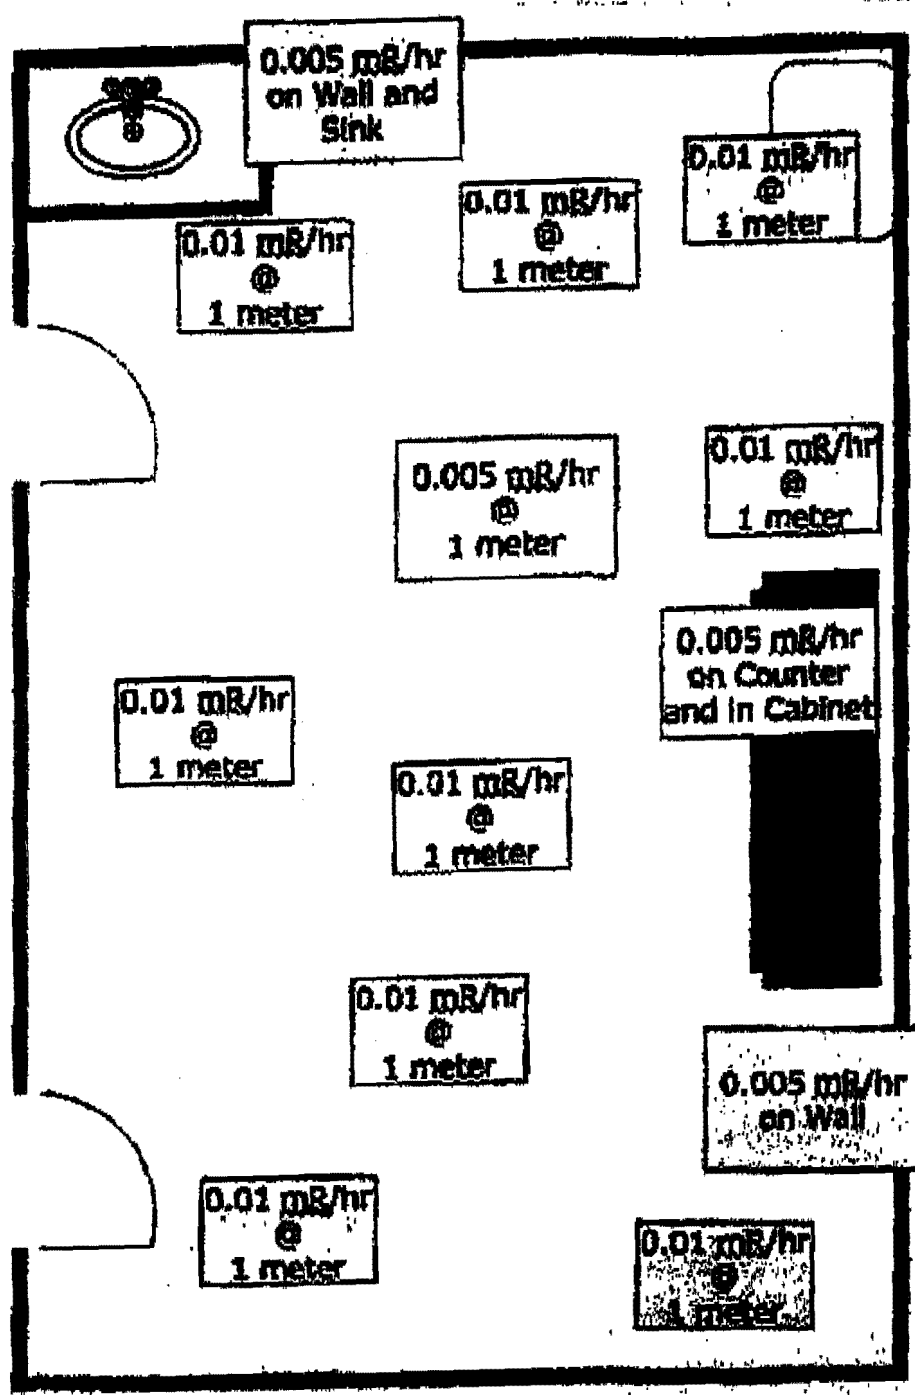 0.005 mR/hr
on Wall and
Sink
0.01 mR/hr
@
1 meter
0.01 mR/hr
@
1 meter
0.01 mR/hr
@
1 meter
0.005 mR/hr
@
1 meter
0.01 mR/hr
@
1 meter
0.005 mR/hr
on Counter
and in Cabinet
0.01 mR/hr
@
1 meter
0.01 mR/hr
@
1 meter
0.01 mR/hr
@
1 meter
0.005 mR/hr
on Wall
0.01 mR/hr
@
1 meter
0.01 mR/hr
@
1 meter